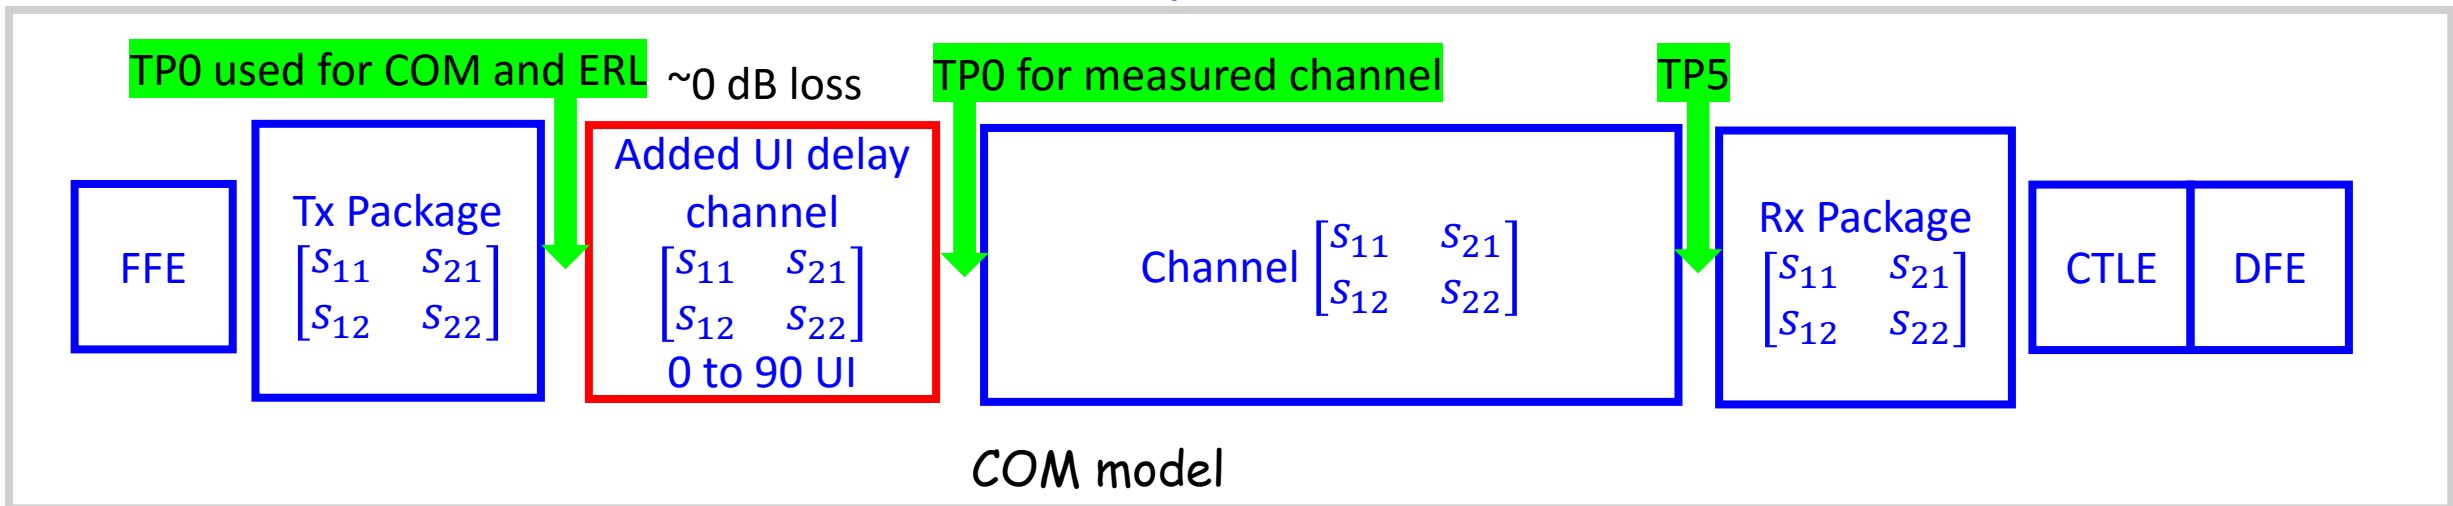 TP0 used for COM and ERL
~0 dB loss
TP0 for measured channel
TP5
FFE
Tx Package
[s11 s21]
[s12 s22]
Added UI delay
channel
[s11 s21]
[s12 s22]
0 to 90 UI
Channel [s11 s21]
[s12 s22]
Rx Package
[s11 s21]
[s12 s22]
CTLE
DFE
COM model